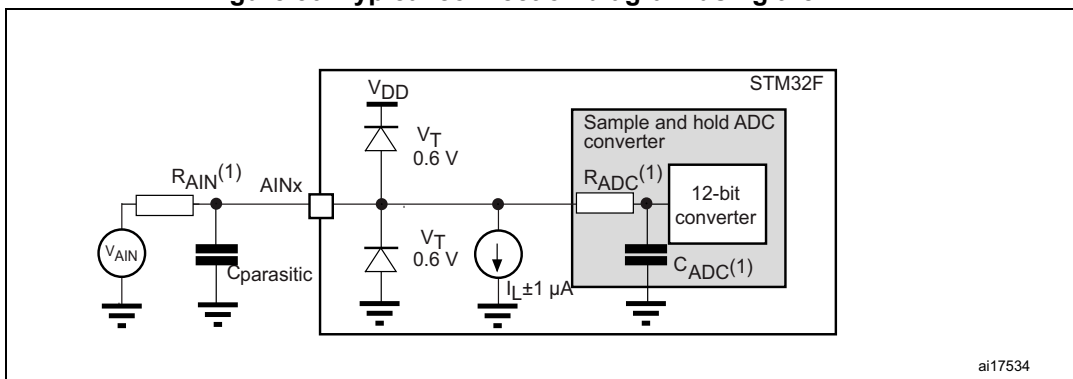 STM32F
VDD
Sample and hold ADC
converter
VT
0.6 V
RAIN(1)
AINx
RADC(1)
12-bit
converter
VAIN
Cparasitic
VT
0.6 V
IL±1 µA
CADC(1)
ai17534